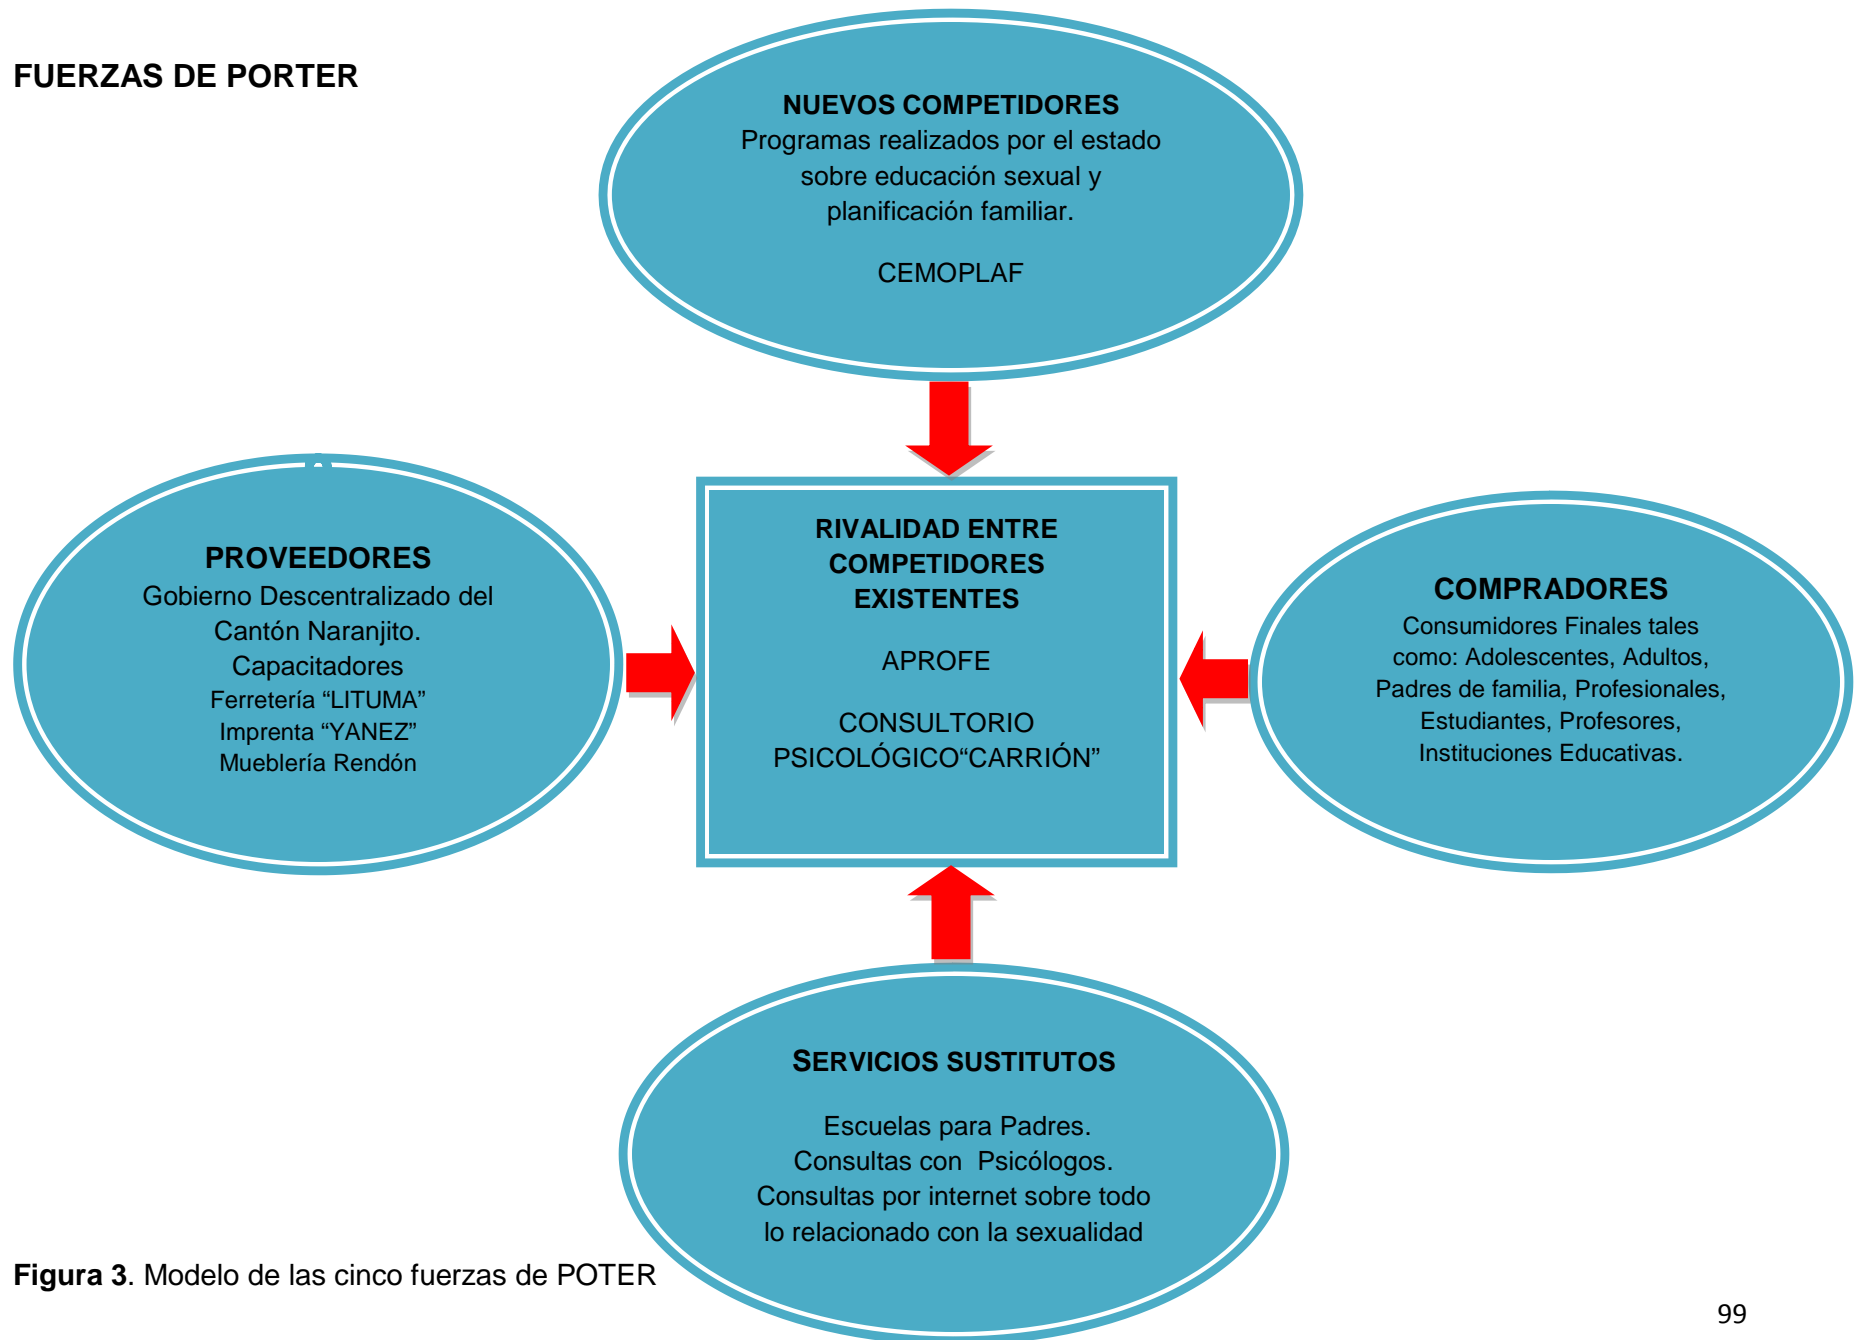 FUERZAS DE PORTER
NUEVOS COMPETIDORES
Programas realizados por el estado
sobre educación sexual y
planificación familiar.
CEMOPLAF
PROVEEDORES
Gobierno Descentralizado del
Cantón Naranjito.
Capacitadores
Ferretería “LITUMA”
Imprenta “YANEZ”
Mueblería Rendón
RIVALIDAD ENTRE
COMPETIDORES
EXISTENTES
APROFE
CONSULTORIO
PSICOLÓGICO“CARRIÓN”
COMPRADORES
Consumidores Finales tales
como: Adolescentes, Adultos,
Padres de familia, Profesionales,
Estudiantes, Profesores,
Instituciones Educativas.
SERVICIOS SUSTITUTOS
Escuelas para Padres.
Consultas con  Psicólogos.
Consultas por internet sobre todo
lo relacionado con la sexualidad
Figura 3. Modelo de las cinco fuerzas de POTER
99